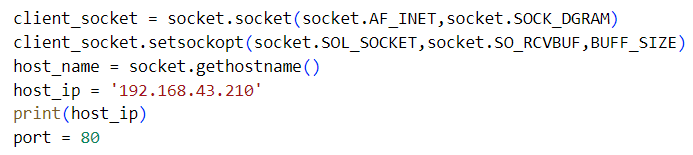 client_socket = socket.socket(socket.AF_INET,socket.SOCK_DGRAM)
client_socket.setsockopt(socket.SOL_SOCKET,socket.SO_RCVBUF,BUFF_SIZE)
host_name = socket.gethostname()
host_ip = '192.168.43.210'
print(host_ip)
port = 80